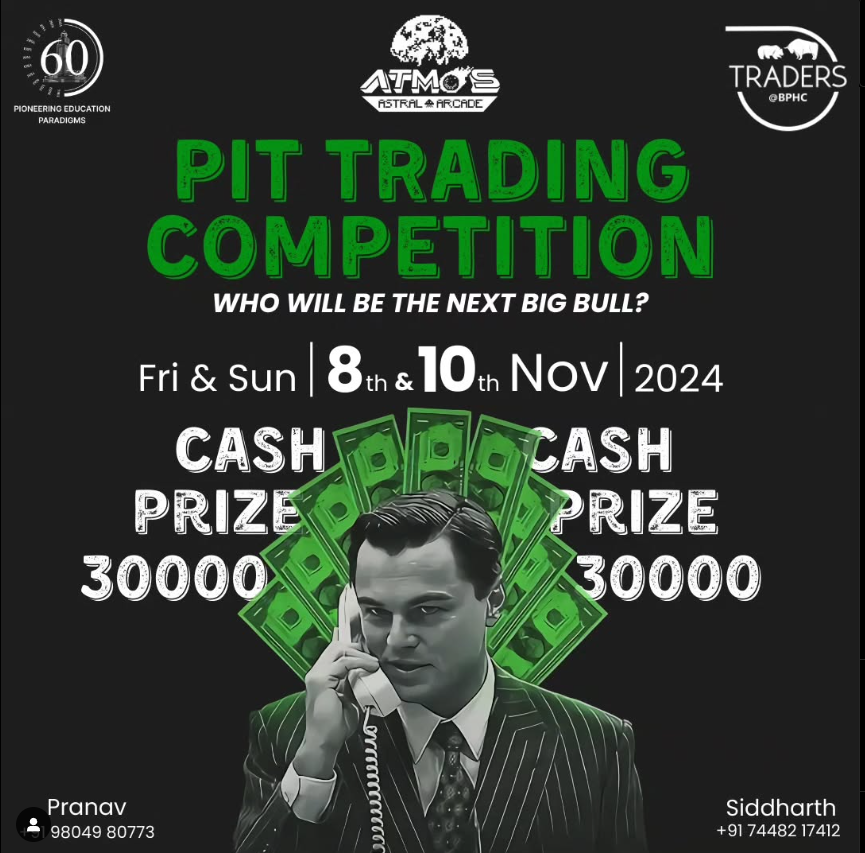 60
PIONEERING EDUCATION
PARADIGMS
ATMOS
ASTRAL ARCADE
TRADERS
@BPHC
PIT TRADING
COMPETITION
WHO WILL BE THE NEXT BIG BULL?
Fri & Sun | 8th & 10th Nov | 2024
CASH
PRIZE
30000
CASH
PRIZE
30000
Pranav
+91 98049 80773
Siddharth
+91 74482 17412